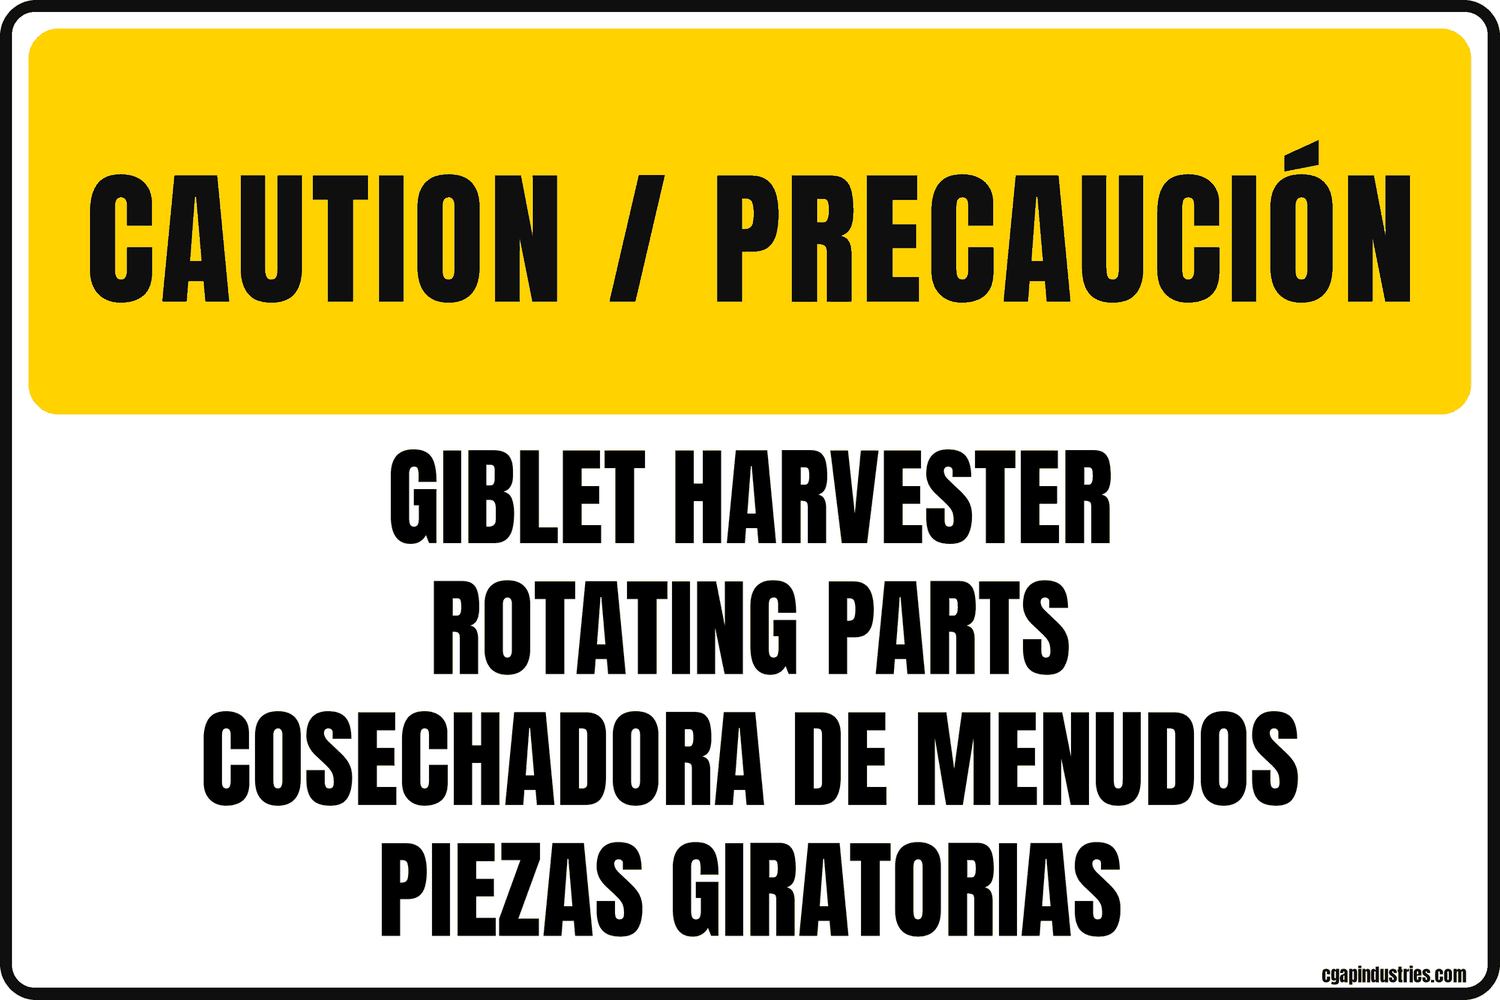 CAUTION / PRECAUCIÓN
GIBLET HARVESTER
ROTATING PARTS
COSECHADORA DE MENUDOS
PIEZAS GIRATORIAS
cgapindustries.com